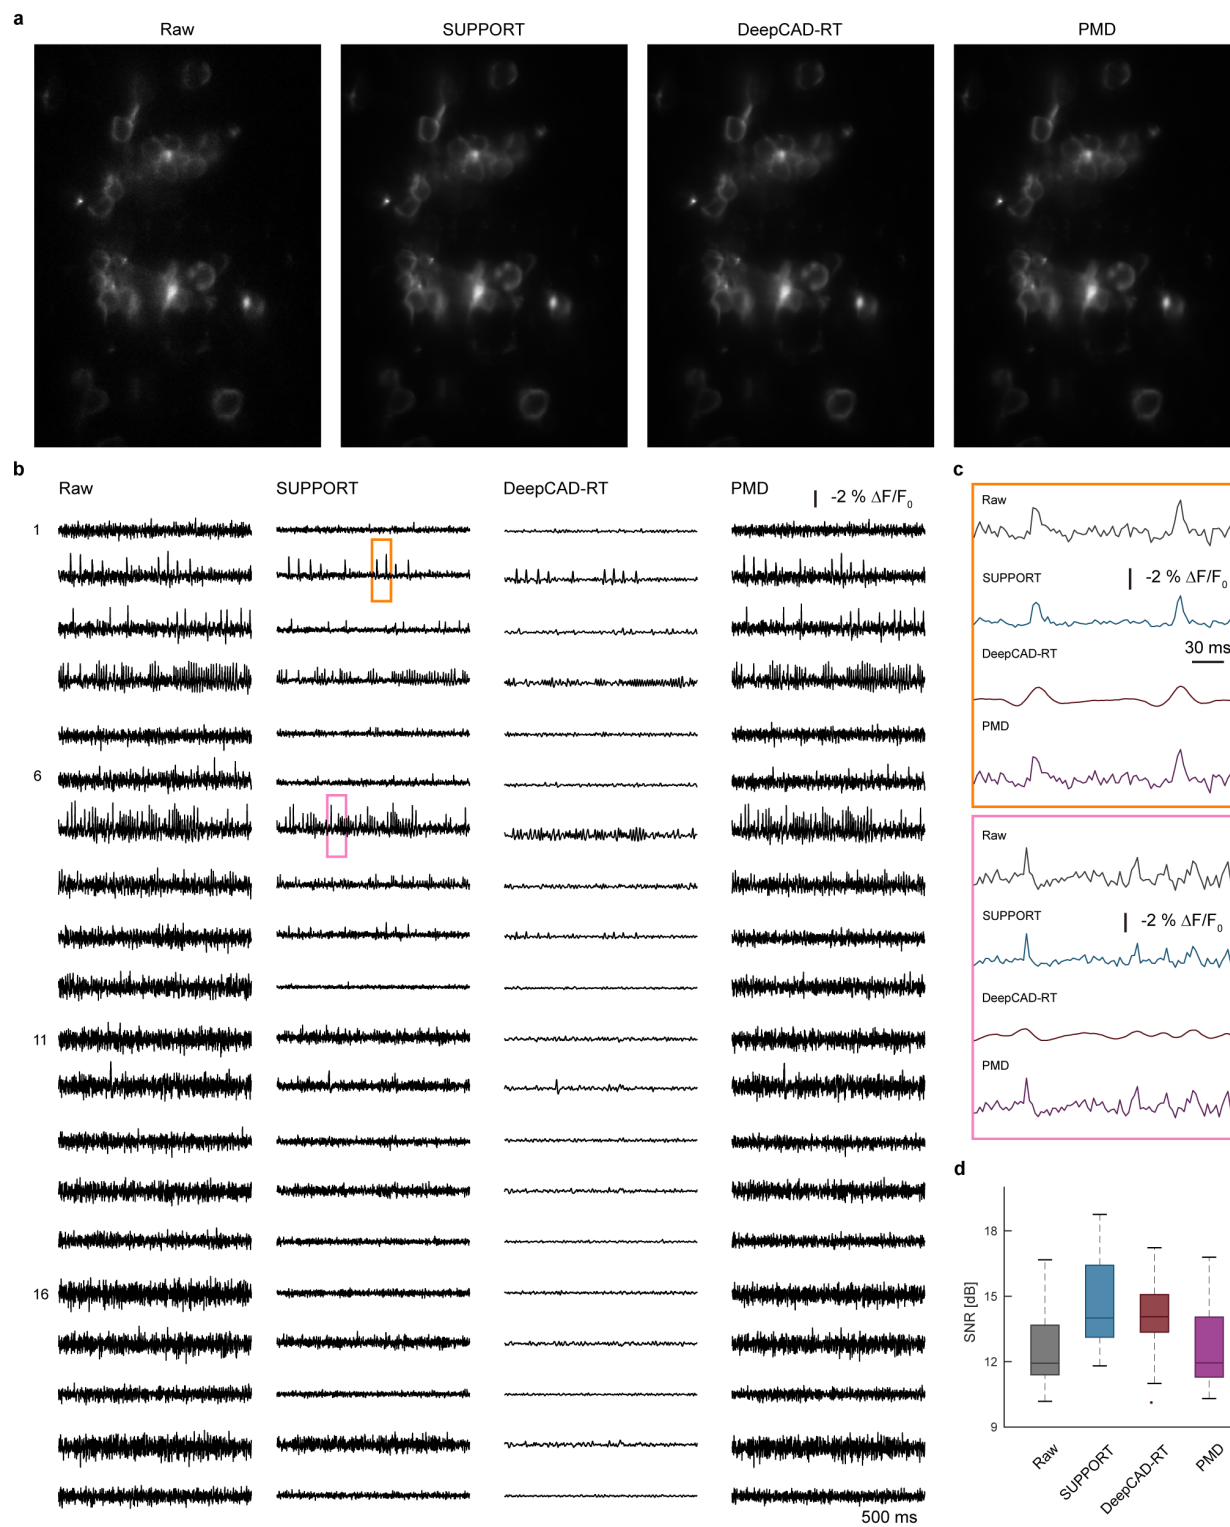 a
Raw
SUPPORT
DeepCAD-RT
PMD
b
Raw
SUPPORT
DeepCAD-RT
PMD
-2 % ΔF/F0
1
6
11
16
500 ms
c
Raw
SUPPORT
-2 % ΔF/F0
30 ms
DeepCAD-RT
PMD
Raw
SUPPORT
-2 % ΔF/F0
DeepCAD-RT
PMD
d
SNR [dB]
18
15
12
9
Raw
SUPPORT
DeepCAD-RT
PMD